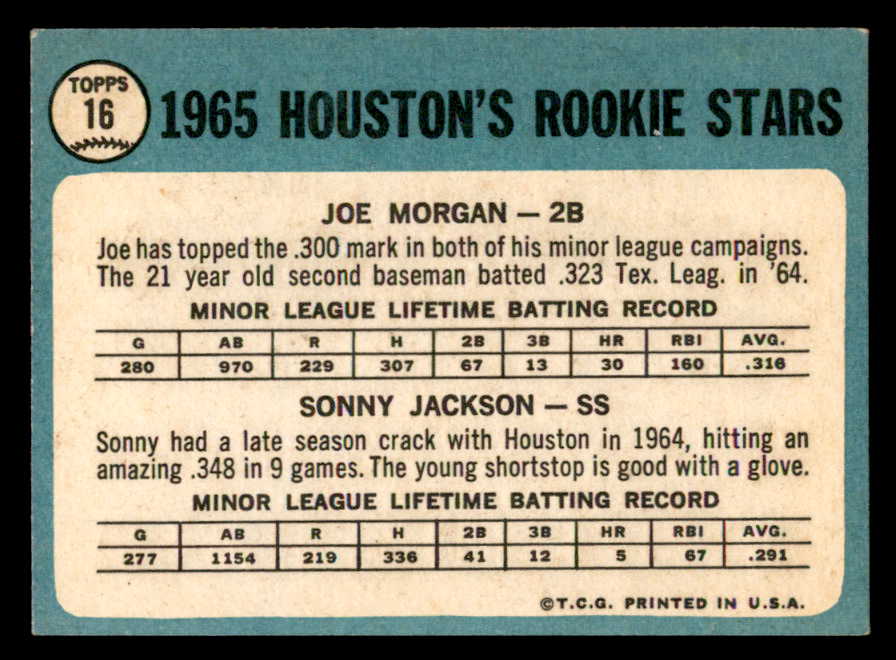 TOPPS
16
1965 HOUSTON'S ROOKIE STARS
JOE MORGAN — 2B
Joe has topped the .300 mark in both of his minor league campaigns.
The 21 year old second baseman batted .323 Tex. Leag. in '64.
MINOR LEAGUE LIFETIME BATTING RECORD
G AB R H 2B 3B HR RBI AVG.
280 970 229 307 67 13 30 160 .316
SONNY JACKSON — SS
Sonny had a late season crack with Houston in 1964, hitting an
amazing .348 in 9 games. The young shortstop is good with a glove.
MINOR LEAGUE LIFETIME BATTING RECORD
G AB R H 2B 3B HR RBI AVG.
277 1154 219 336 41 12 5 67 .291
©T.C.G. PRINTED IN U.S.A.